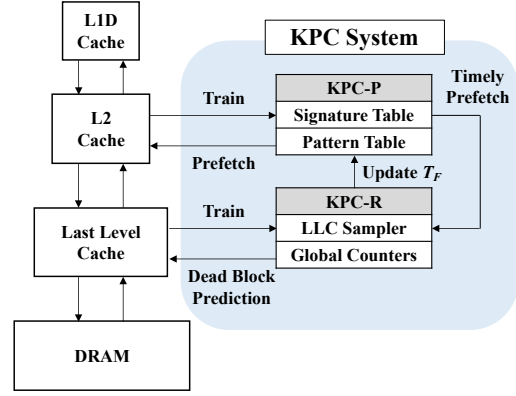 L1D
Cache
KPC System
L2
Cache
Train
Prefetch
KPC-P
Signature Table
Pattern Table
Timely
Prefetch
Update T_F
Last Level
Cache
Train
Dead Block
Prediction
KPC-R
LLC Sampler
Global Counters
DRAM